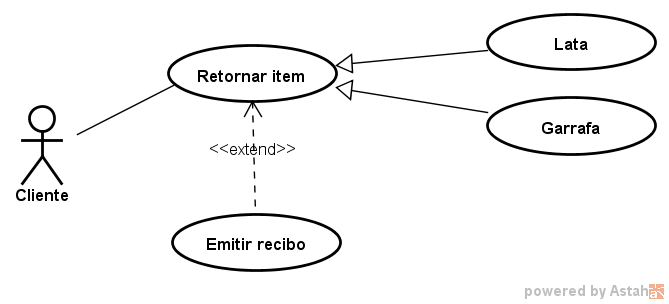 Lata
Retornar item
Garrafa
<<extend>>
Cliente
Emitir recibo
powered by Astah